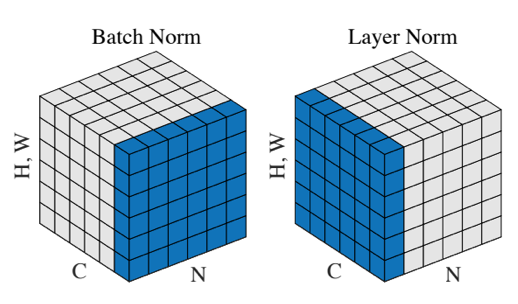 Batch Norm
Layer Norm
H, W
H, W
C
N
C
N